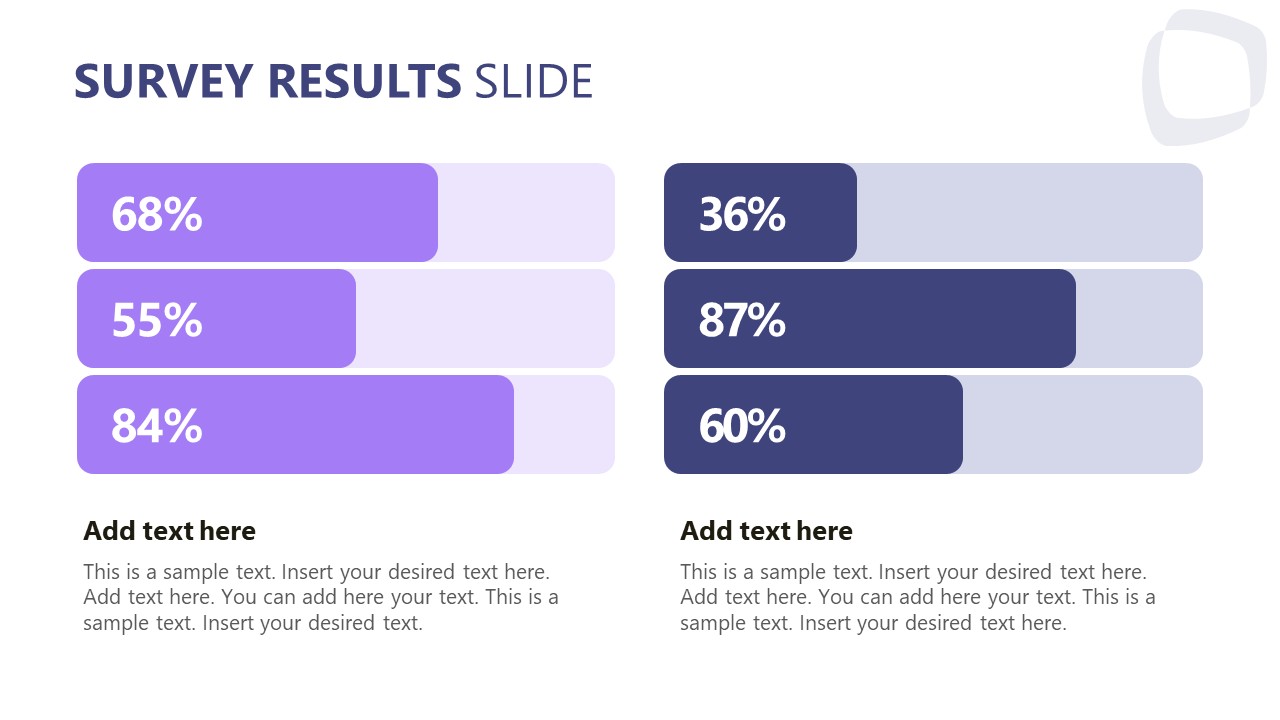 SURVEY RESULTS SLIDE
68%
55%
84%
36%
87%
60%
Add text here
This is a sample text. Insert your desired text here.
Add text here. You can add here your text. This is a
sample text. Insert your desired text.
Add text here
This is a sample text. Insert your desired text here.
Add text here. You can add here your text. This is a
sample text. Insert your desired text here.